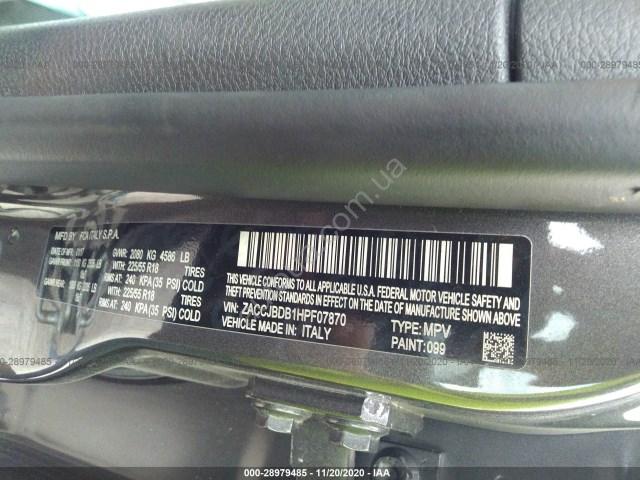 MFD BY FCA ITALY S.P.A.
GVWR: 2080 KG 4586 LB
WITH: 225/55 R18 TIRES
RIMS AT: 240 KPA (35 PSI) COLD
WITH: 225/55 R18 TIRES
RIMS AT: 240 KPA (35 PSI) COLD
THIS VEHICLE CONFORMS TO ALL APPLICABLE U.S.A. FEDERAL MOTOR VEHICLE SAFETY AND
THEFT PREVENTION STANDARDS IN EFFECT ON THE DATE OF MANUFACTURE SHOWN ABOVE
VIN: ZACCJBDB1HPF07870 TYPE: MPV
VEHICLE MADE IN: ITALY PAINT: 099
000-28979485 - 11/20/2020 - IAA